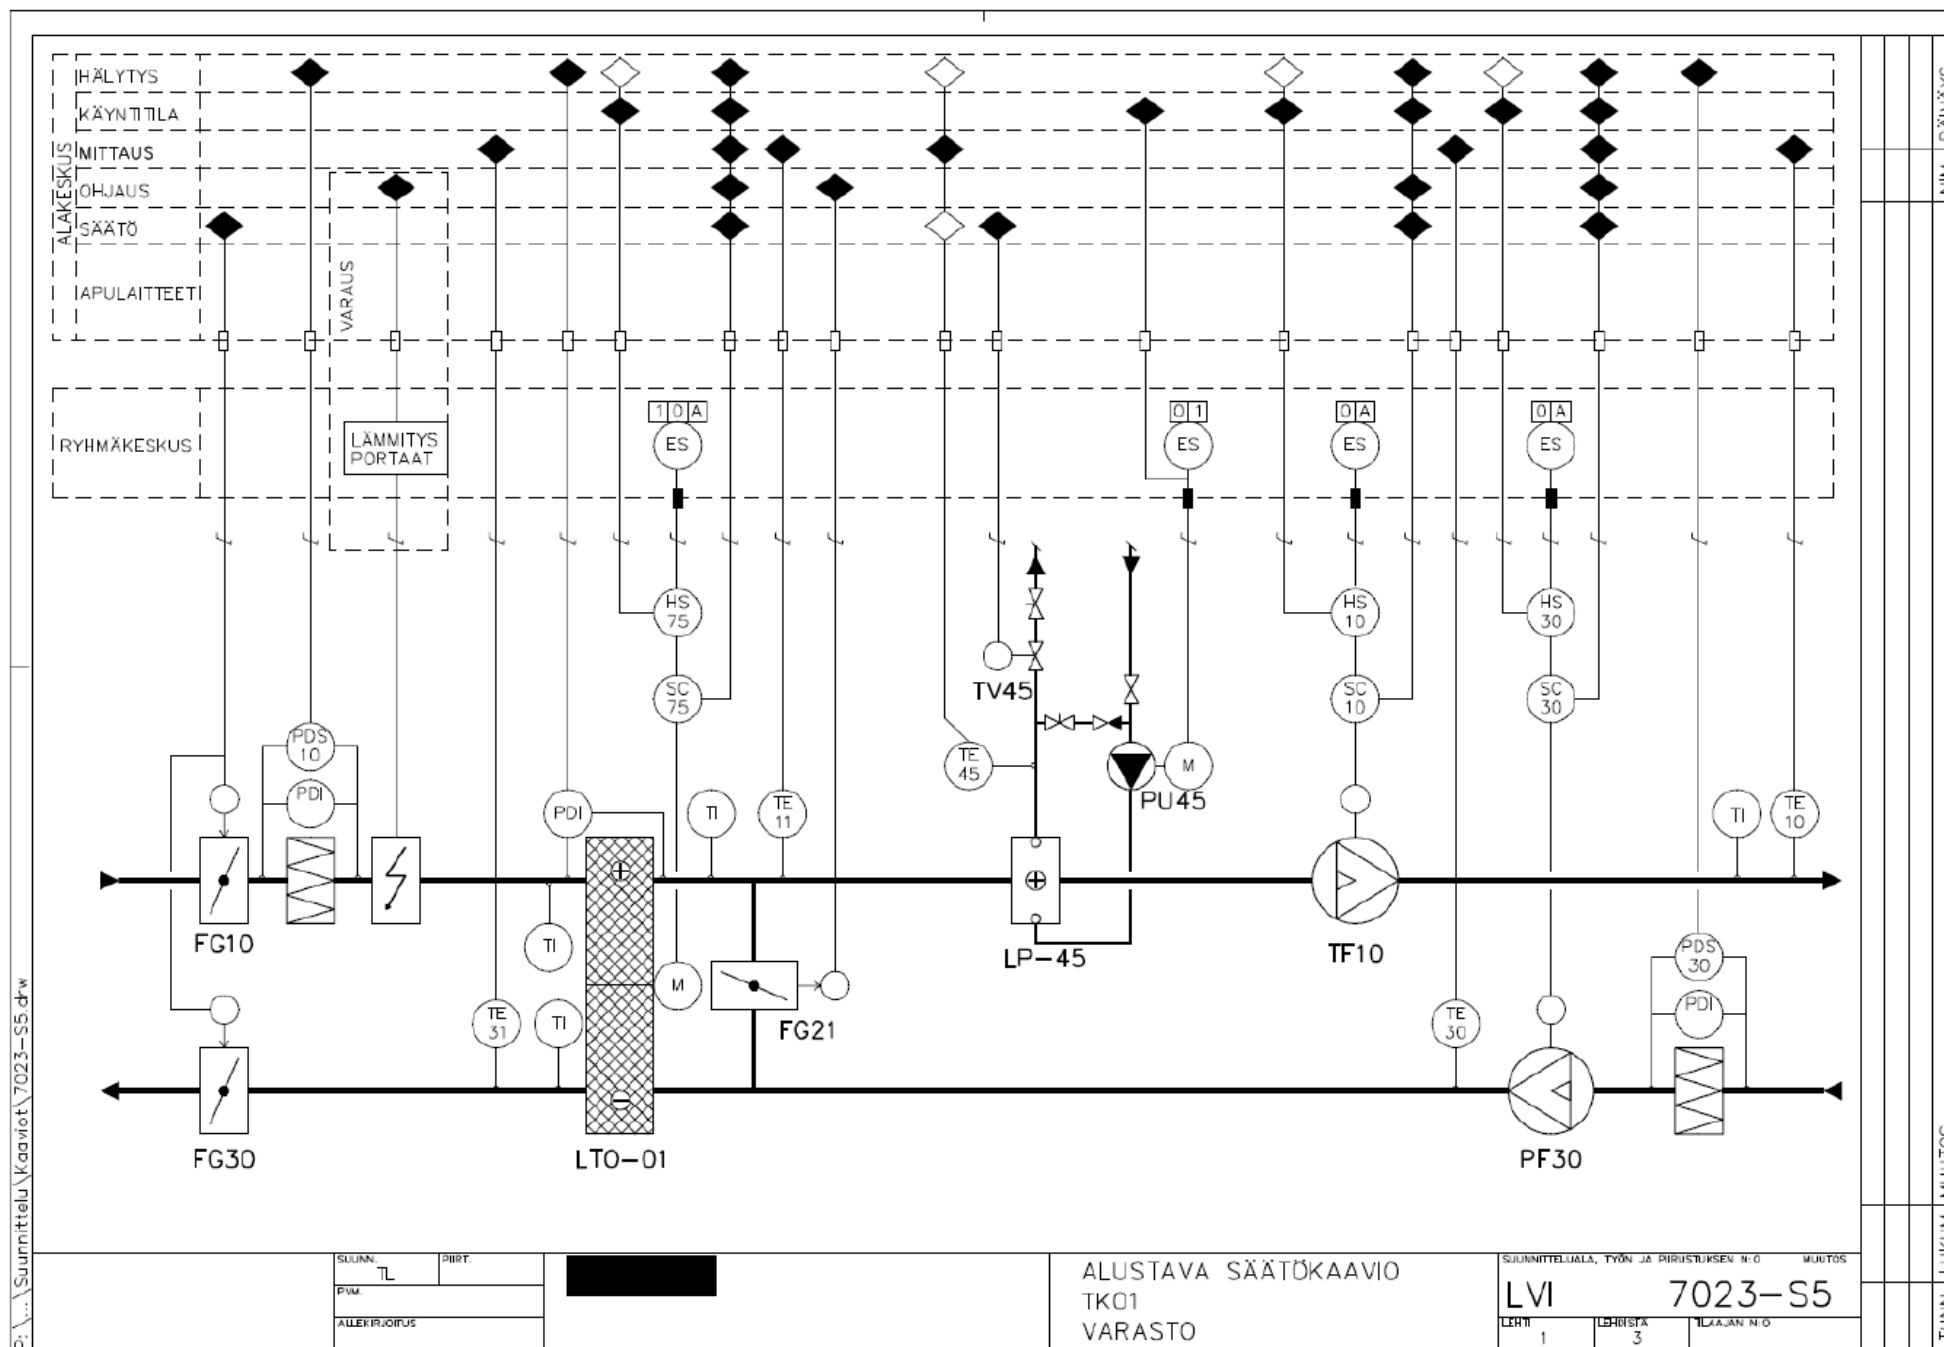 HÄLYTYS
KÄYNTITILA
MITTAUS
OHJAUS
SÄÄTÖ
APULAITTEET
ALAKESKUS
VARAUS
RYHMÄKESKUS
LÄMMITYS
PORTAAT
1 0 A
ES
0 1
ES
0 A
ES
0 A
ES
HS
75
HS
10
HS
30
SC
75
TV45
SC
10
SC
30
PDS
10
TE
45
M
PDI
PU45
PDI
TI
TE
11
TI
TE
10
FG10
TI
LP-45
TF10
PDS
30
M
FG21
TE
31
TI
TE
30
PDI
FG30
LTO-01
PF30
P:\...\Suunnittelu\Kaaviot\7023-S5.drw
SUUNN.
TL
PIIRT.
PVM.
ALLEKIRJOITUS
ALUSTAVA SÄÄTÖKAAVIO
TK01
VARASTO
SUUNNITTELUALA, TYÖN JA PIIRUSTUKSEN N:O MUUTOS
LVI 7023-S5
LEHTI
1
LEHDISTÄ
3
TILAAJAN N:O